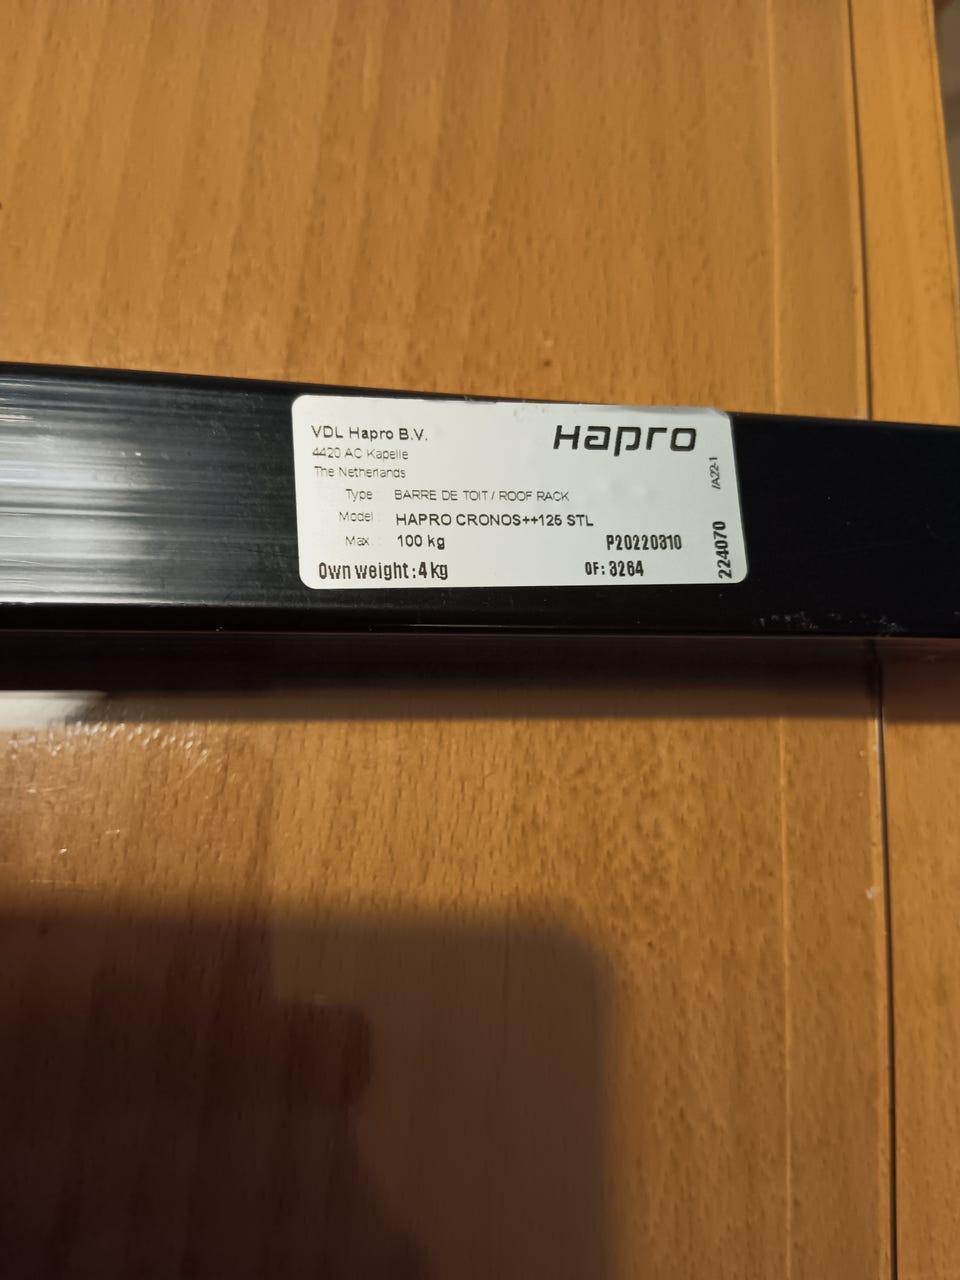 VDL Hapro B.V.
4420 AC Kapelle
The Netherlands
Hapro
Type : BARRE DE TOIT / ROOF RACK
Model : HAPRO CRONOS++125 STL
Max. : 100 kg
P20220310
Own weight : 4 kg
OF: 3264
224070
/A22-1